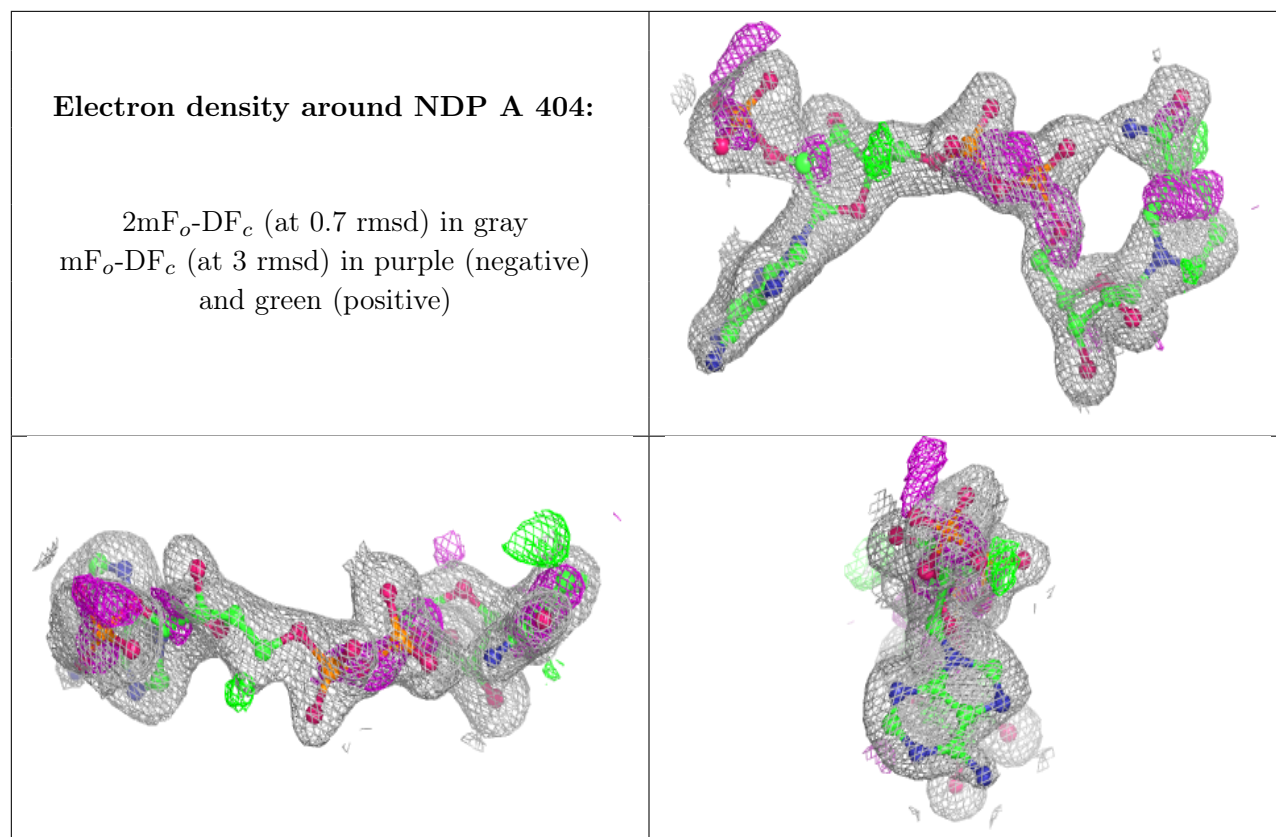 Electron density around NDP A 404:
2mFo-DFc (at 0.7 rmsd) in gray
mFo-DFc (at 3 rmsd) in purple (negative)
and green (positive)